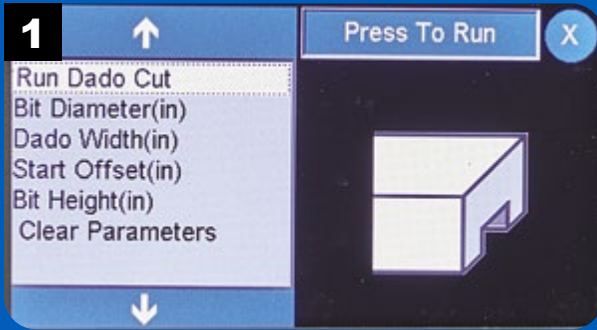 1
Press To Run
X
Run Dado Cut
Bit Diameter(in)
Dado Width(in)
Start Offset(in)
Bit Height(in)
Clear Parameters